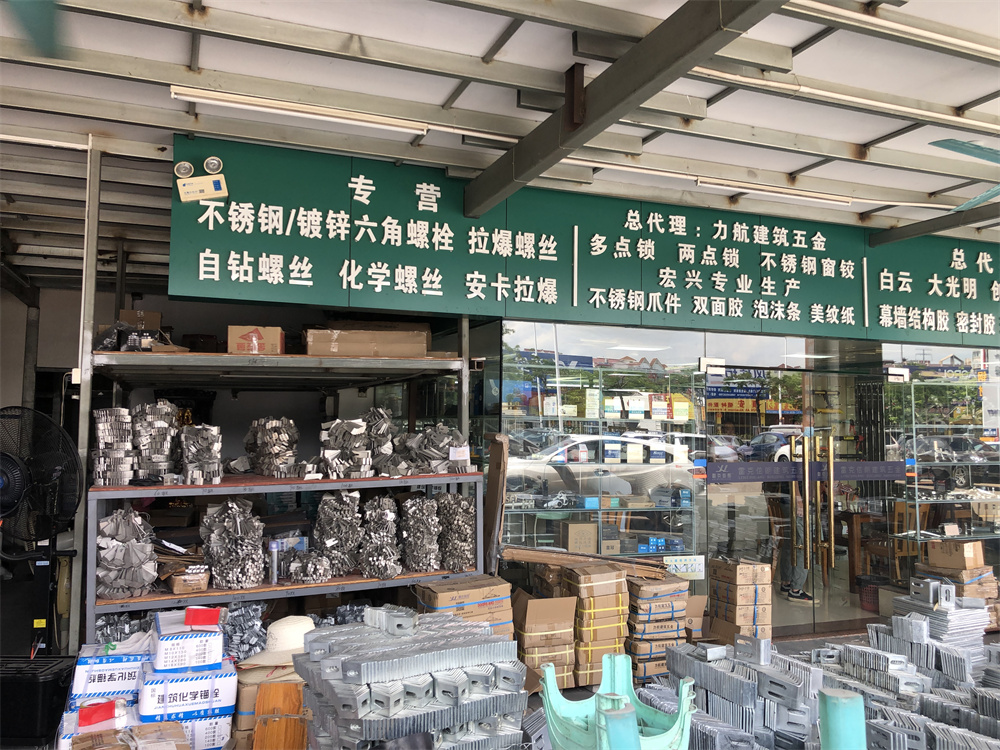 专 营
不锈钢/镀锌六角螺栓 拉爆螺丝
自钻螺丝 化学螺丝 安卡拉爆
总代理：力航建筑五金
多点锁 两点锁 不锈钢窗铰
宏兴专业生产
不锈钢爪件 双面胶 泡沫条 美纹纸
总代
白云 大光明
幕墙结构胶 密封胶
建筑化学锚栓